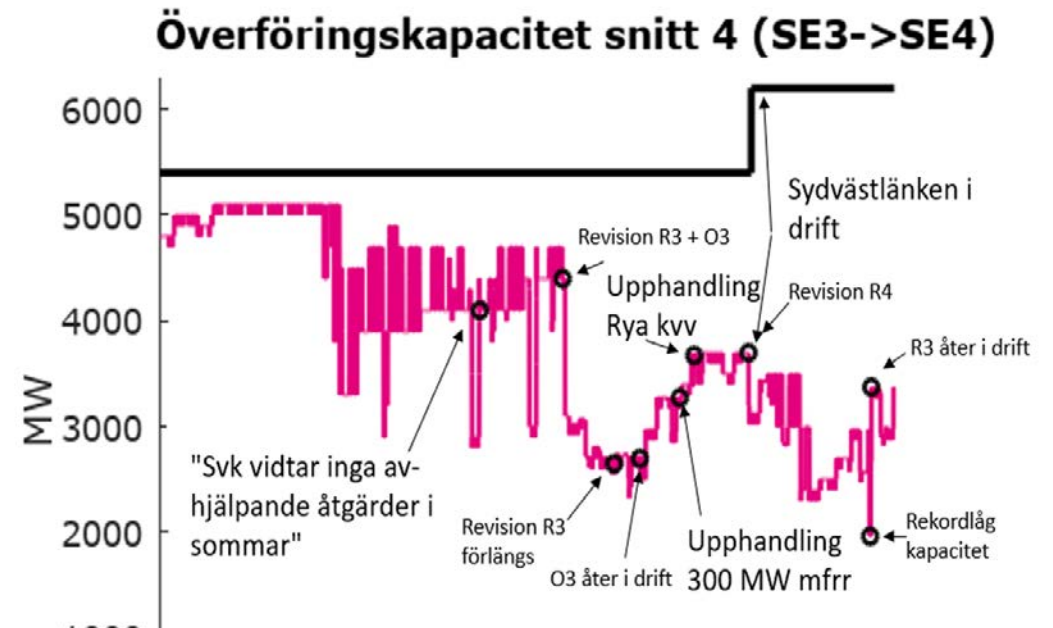 Överföringskapacitet snitt 4 (SE3->SE4)
6000
5000
4000
3000
2000
MW
Sydvästlänken i
drift
Revision R3 + O3
Upphandling
Rya kvv
Revision R4
R3 åter i drift
"Svk vidtar inga av-
hjälpande åtgärder i
sommar"
Revision R3
förlängs
O3 åter i drift
Upphandling
300 MW mfrr
Rekordlåg
kapacitet